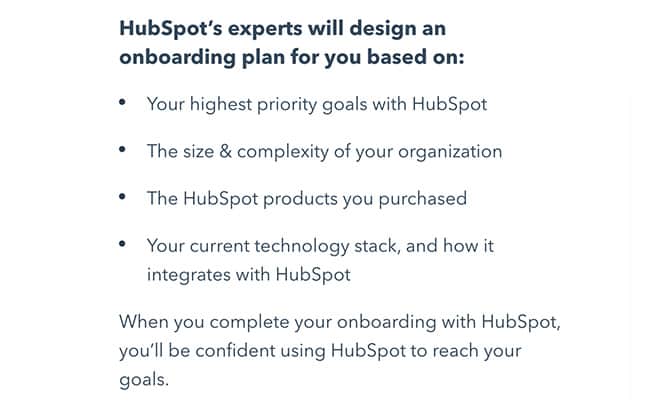 HubSpot’s experts will design an
onboarding plan for you based on:
• Your highest priority goals with HubSpot
• The size & complexity of your organization
• The HubSpot products you purchased
• Your current technology stack, and how it
integrates with HubSpot
When you complete your onboarding with HubSpot,
you’ll be confident using HubSpot to reach your
goals.